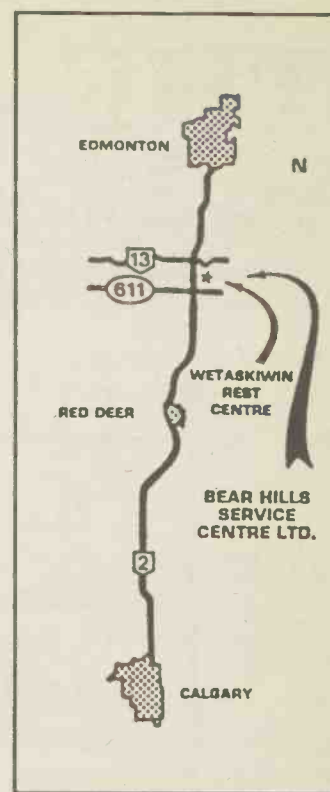 EDMONTON
N
13
611
WETASKIWIN
REST
CENTRE
RED DEER
BEAR HILLS
SERVICE
CENTRE LTD.
2
CALGARY